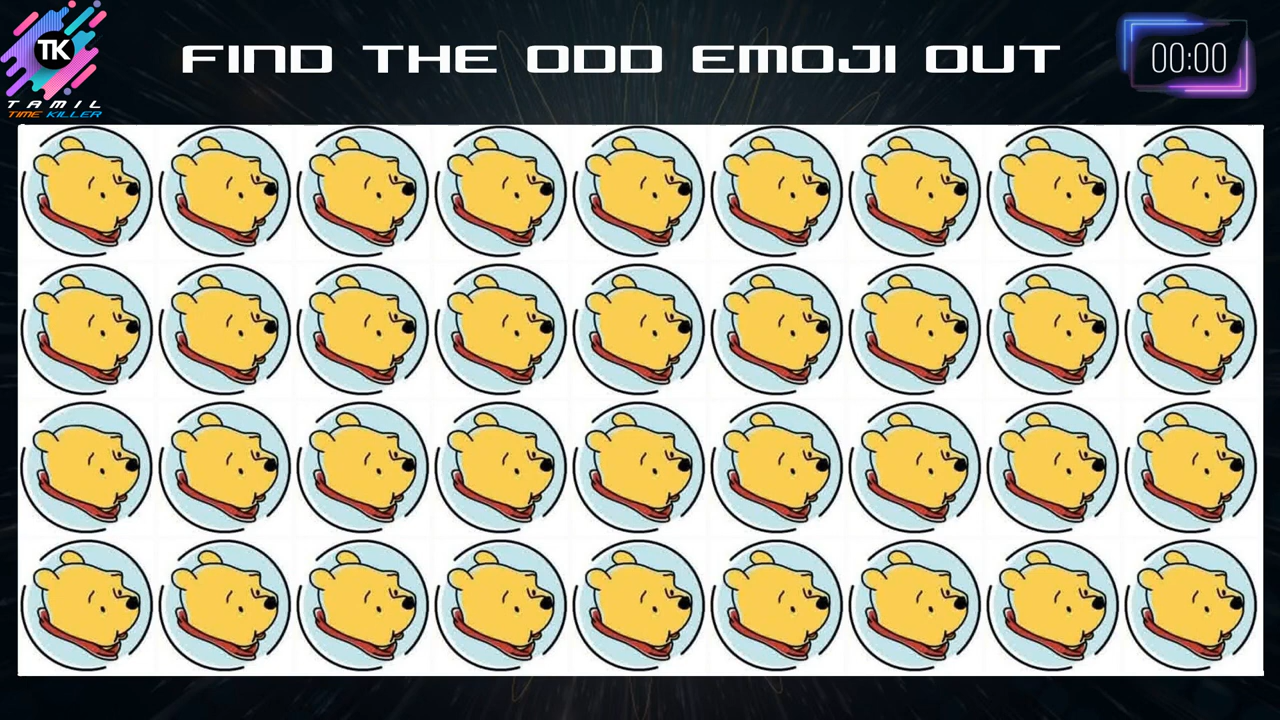 TK
TAMIL
TIME KILLER
FIND THE ODD EMOJI OUT
00:00